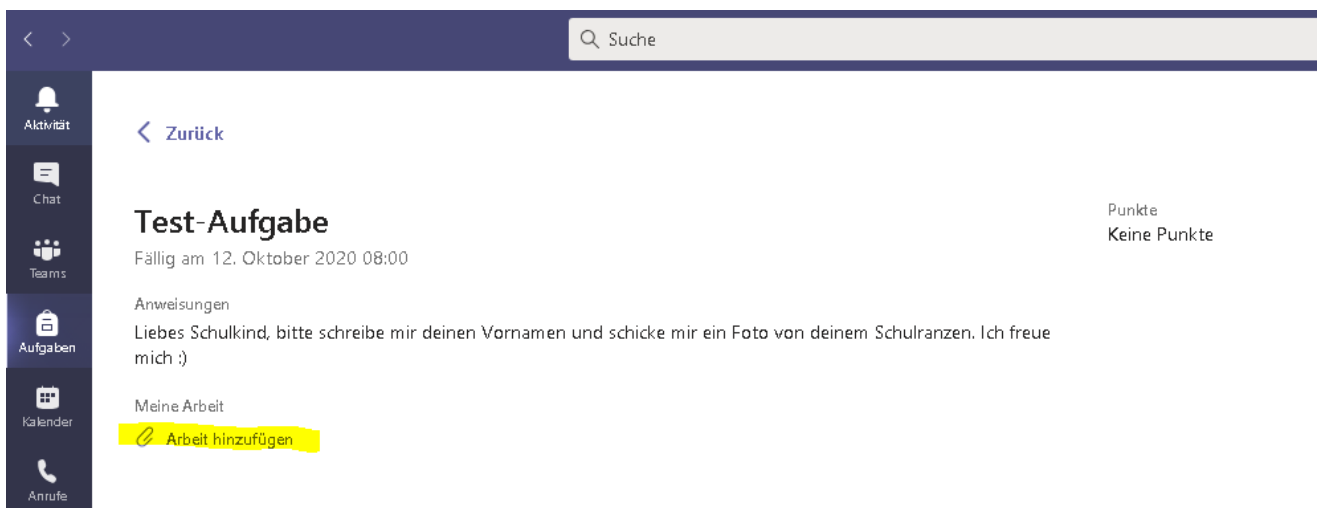 Suche
Aktivität
Chat
Teams
Aufgaben
Kalender
Anrufe
Zurück
Test-Aufgabe
Fällig am 12. Oktober 2020 08:00
Anweisungen
Liebes Schulkind, bitte schreibe mir deinen Vornamen und schicke mir ein Foto von deinem Schulranzen. Ich freue
mich :)
Meine Arbeit
Arbeit hinzufügen
Punkte
Keine Punkte